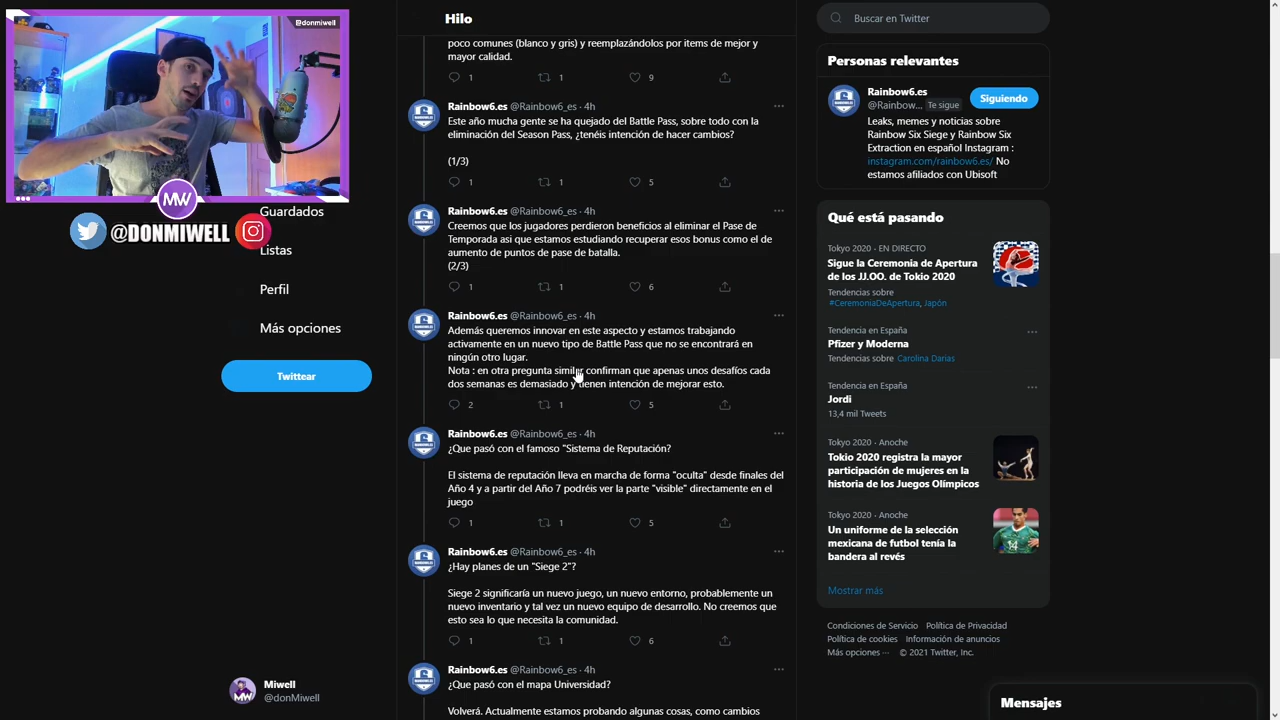 @donmiwell
MW
@DONMIWELL
Guardados
Listas
Perfil
Más opciones
Twittear
Miwell
@donMiwell
Hilo
poco comunes (blanco y gris) y reemplazándolos por items de mejor y
mayor calidad.
1 1 9
Rainbow6.es @Rainbow6_es · 4h
Este año mucha gente se ha quejado del Battle Pass, sobre todo con la
eliminación del Season Pass, ¿tenéis intención de hacer cambios?
(1/3)
1 1 5
Rainbow6.es @Rainbow6_es · 4h
Creemos que los jugadores perdieron beneficios al eliminar el Pase de
Temporada asi que estamos estudiando recuperar esos bonus como el de
aumento de puntos de pase de batalla.
(2/3)
1 1 6
Rainbow6.es @Rainbow6_es · 4h
Además queremos innovar en este aspecto y estamos trabajando
activamente en un nuevo tipo de Battle Pass que no se encontrará en
ningún otro lugar.
Nota : en otra pregunta similar confirman que apenas unos desafíos cada
dos semanas es demasiado y tienen intención de mejorar esto.
2 1 5
Rainbow6.es @Rainbow6_es · 4h
¿Que pasó con el famoso "Sistema de Reputación?
El sistema de reputación lleva en marcha de forma "oculta" desde finales del
Año 4 y a partir del Año 7 podréis ver la parte "visible" directamente en el
juego
1 1 5
Rainbow6.es @Rainbow6_es · 4h
¿Hay planes de un "Siege 2"?
Siege 2 significaría un nuevo juego, un nuevo entorno, probablemente un
nuevo inventario y tal vez un nuevo equipo de desarrollo. No creemos que
esto sea lo que necesita la comunidad.
1 1 6
Rainbow6.es @Rainbow6_es · 4h
¿Que pasó con el mapa Universidad?
Volverá. Actualmente estamos probando algunas cosas, como cambios
Buscar en Twitter
Personas relevantes
Rainbow6.es
@Rainbow... Te sigue
Siguiendo
Leaks, memes y noticias sobre
Rainbow Six Siege y Rainbow Six
Extraction en español Instagram :
instagram.com/rainbow6.es/ No
estamos afiliados con Ubisoft
Qué está pasando
Tokyo 2020 · EN DIRECTO
Sigue la Ceremonia de Apertura
de los JJ.OO. de Tokio 2020
Tendencias sobre
#CeremoniaDeApertura, Japón
Tendencia en España
Pfizer y Moderna
Tendencias sobre Carolina Darias
Tendencia en España
Jordi
13,4 mil Tweets
Tokyo 2020 · Anoche
Tokio 2020 registra la mayor
participación de mujeres en la
historia de los Juegos Olímpicos
Tokyo 2020 · Anoche
Un uniforme de la selección
mexicana de futbol tenía la
bandera al revés
Mostrar más
Condiciones de Servicio Política de Privacidad
Política de cookies Información de anuncios
Más opciones ··· © 2021 Twitter, Inc.
Mensajes